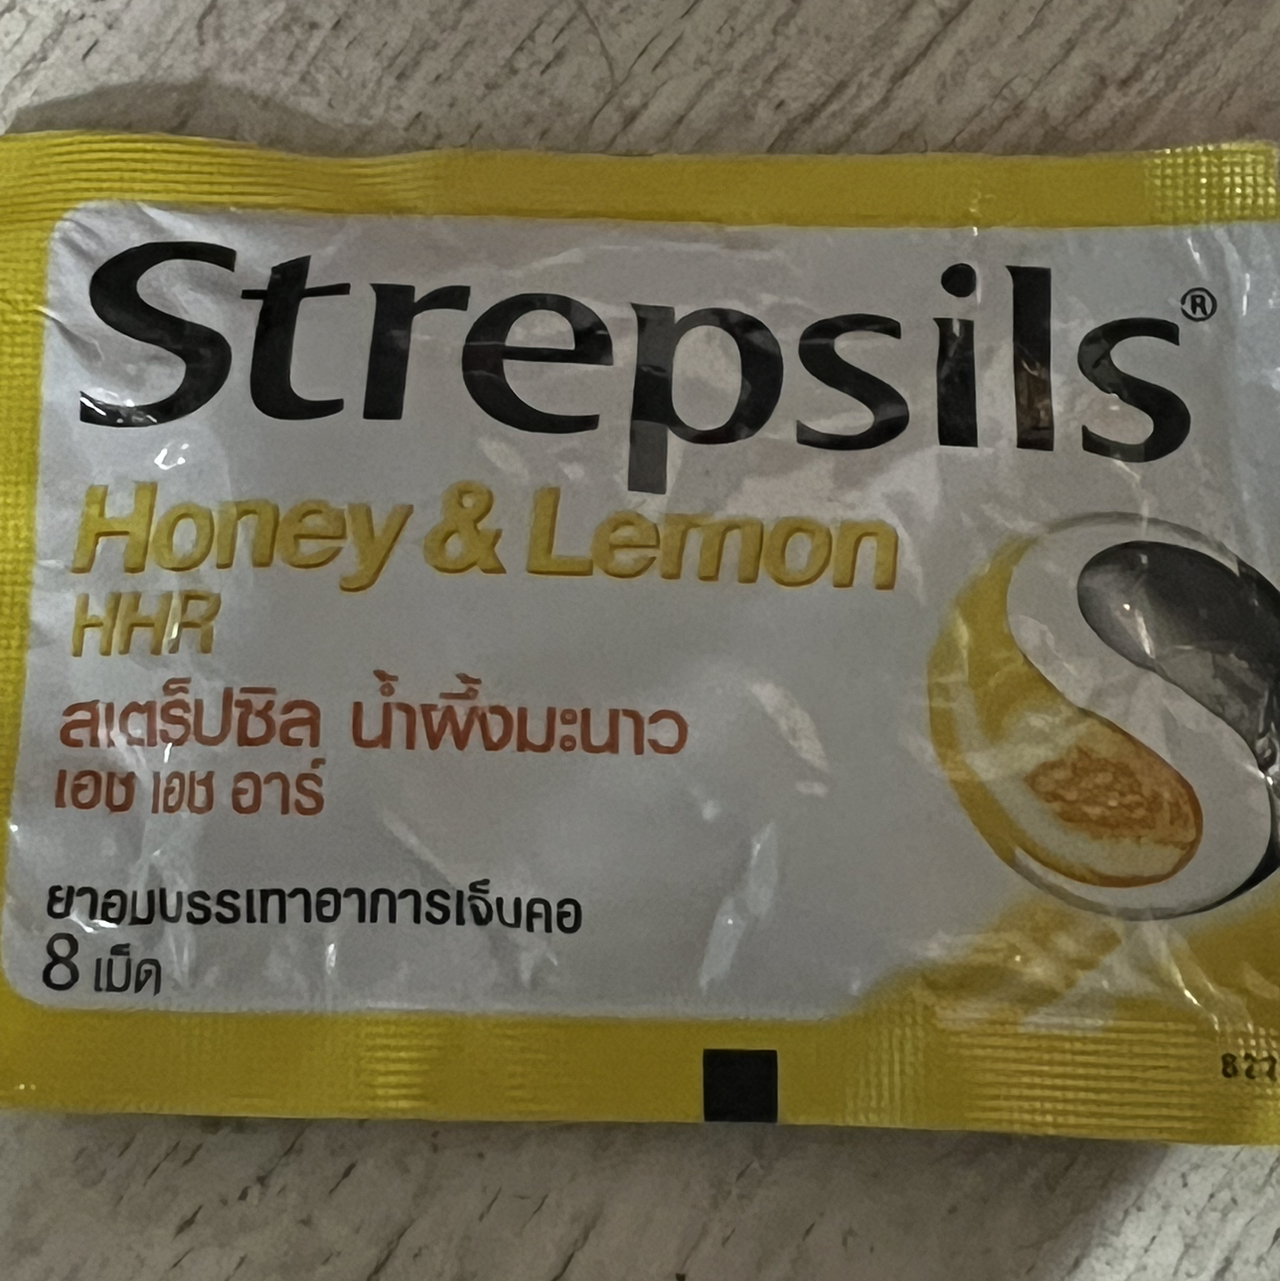 Strepsils®
Honey & Lemon
HHR
สเตร็ปซิล น้ำผึ้งมะนาว
เอช เอช อาร์
ยาอมบรรเทาอาการเจ็บคอ
8 เม็ด